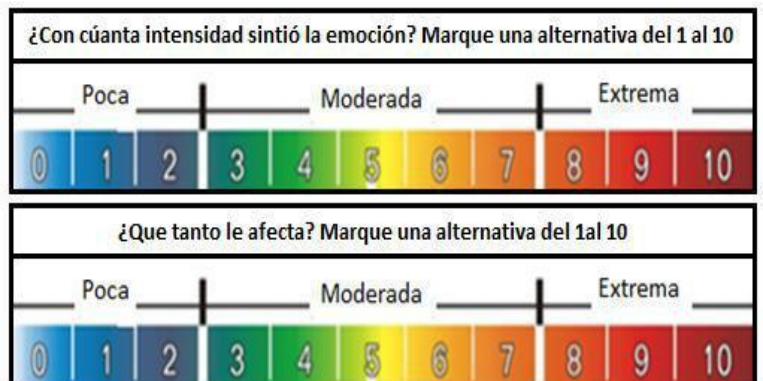 ¿Con cúanta intensidad sintió la emoción? Marque una alternativa del 1 al 10
Poca Moderada Extrema
0 1 2 3 4 5 6 7 8 9 10
¿Que tanto le afecta? Marque una alternativa del 1al 10
Poca Moderada Extrema
0 1 2 3 4 5 6 7 8 9 10